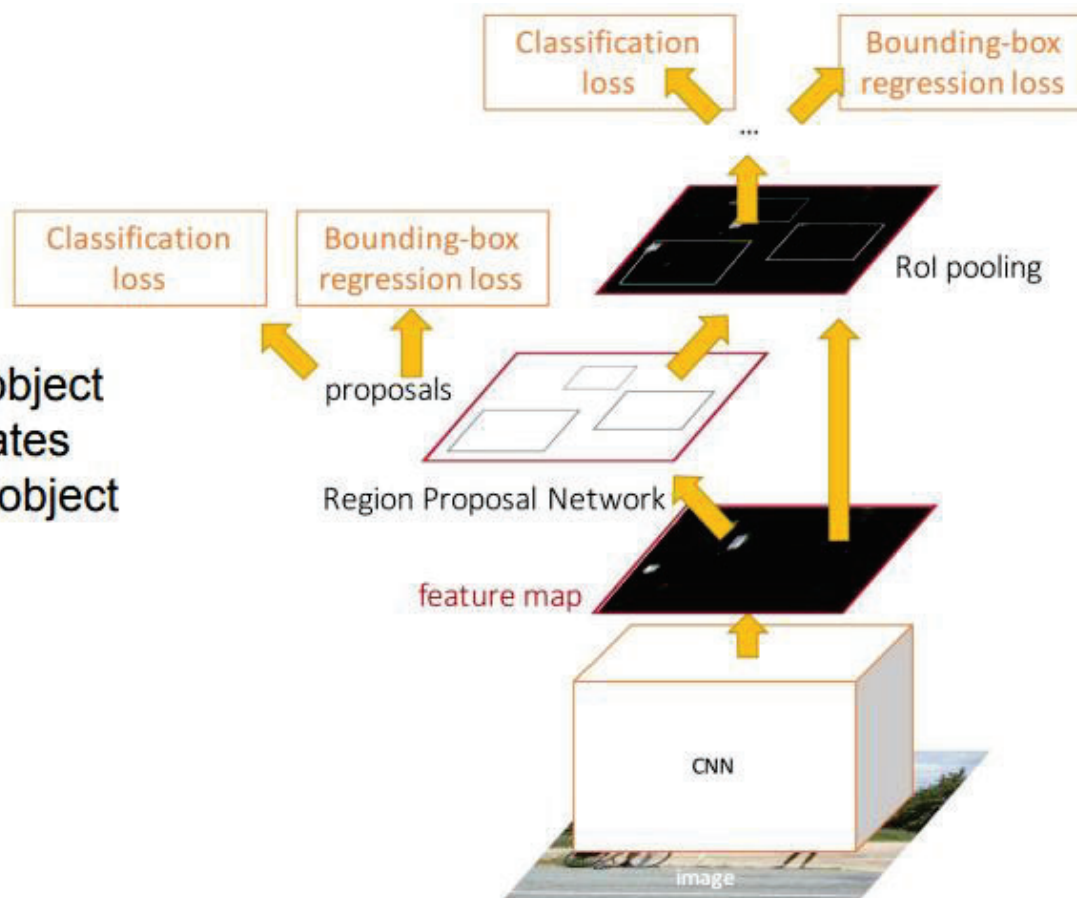 Classification
loss
Bounding-box
regression loss
...
Classification
loss
Bounding-box
regression loss
RoI pooling
object
proposals
ates
object
Region Proposal Network
feature map
CNN
image